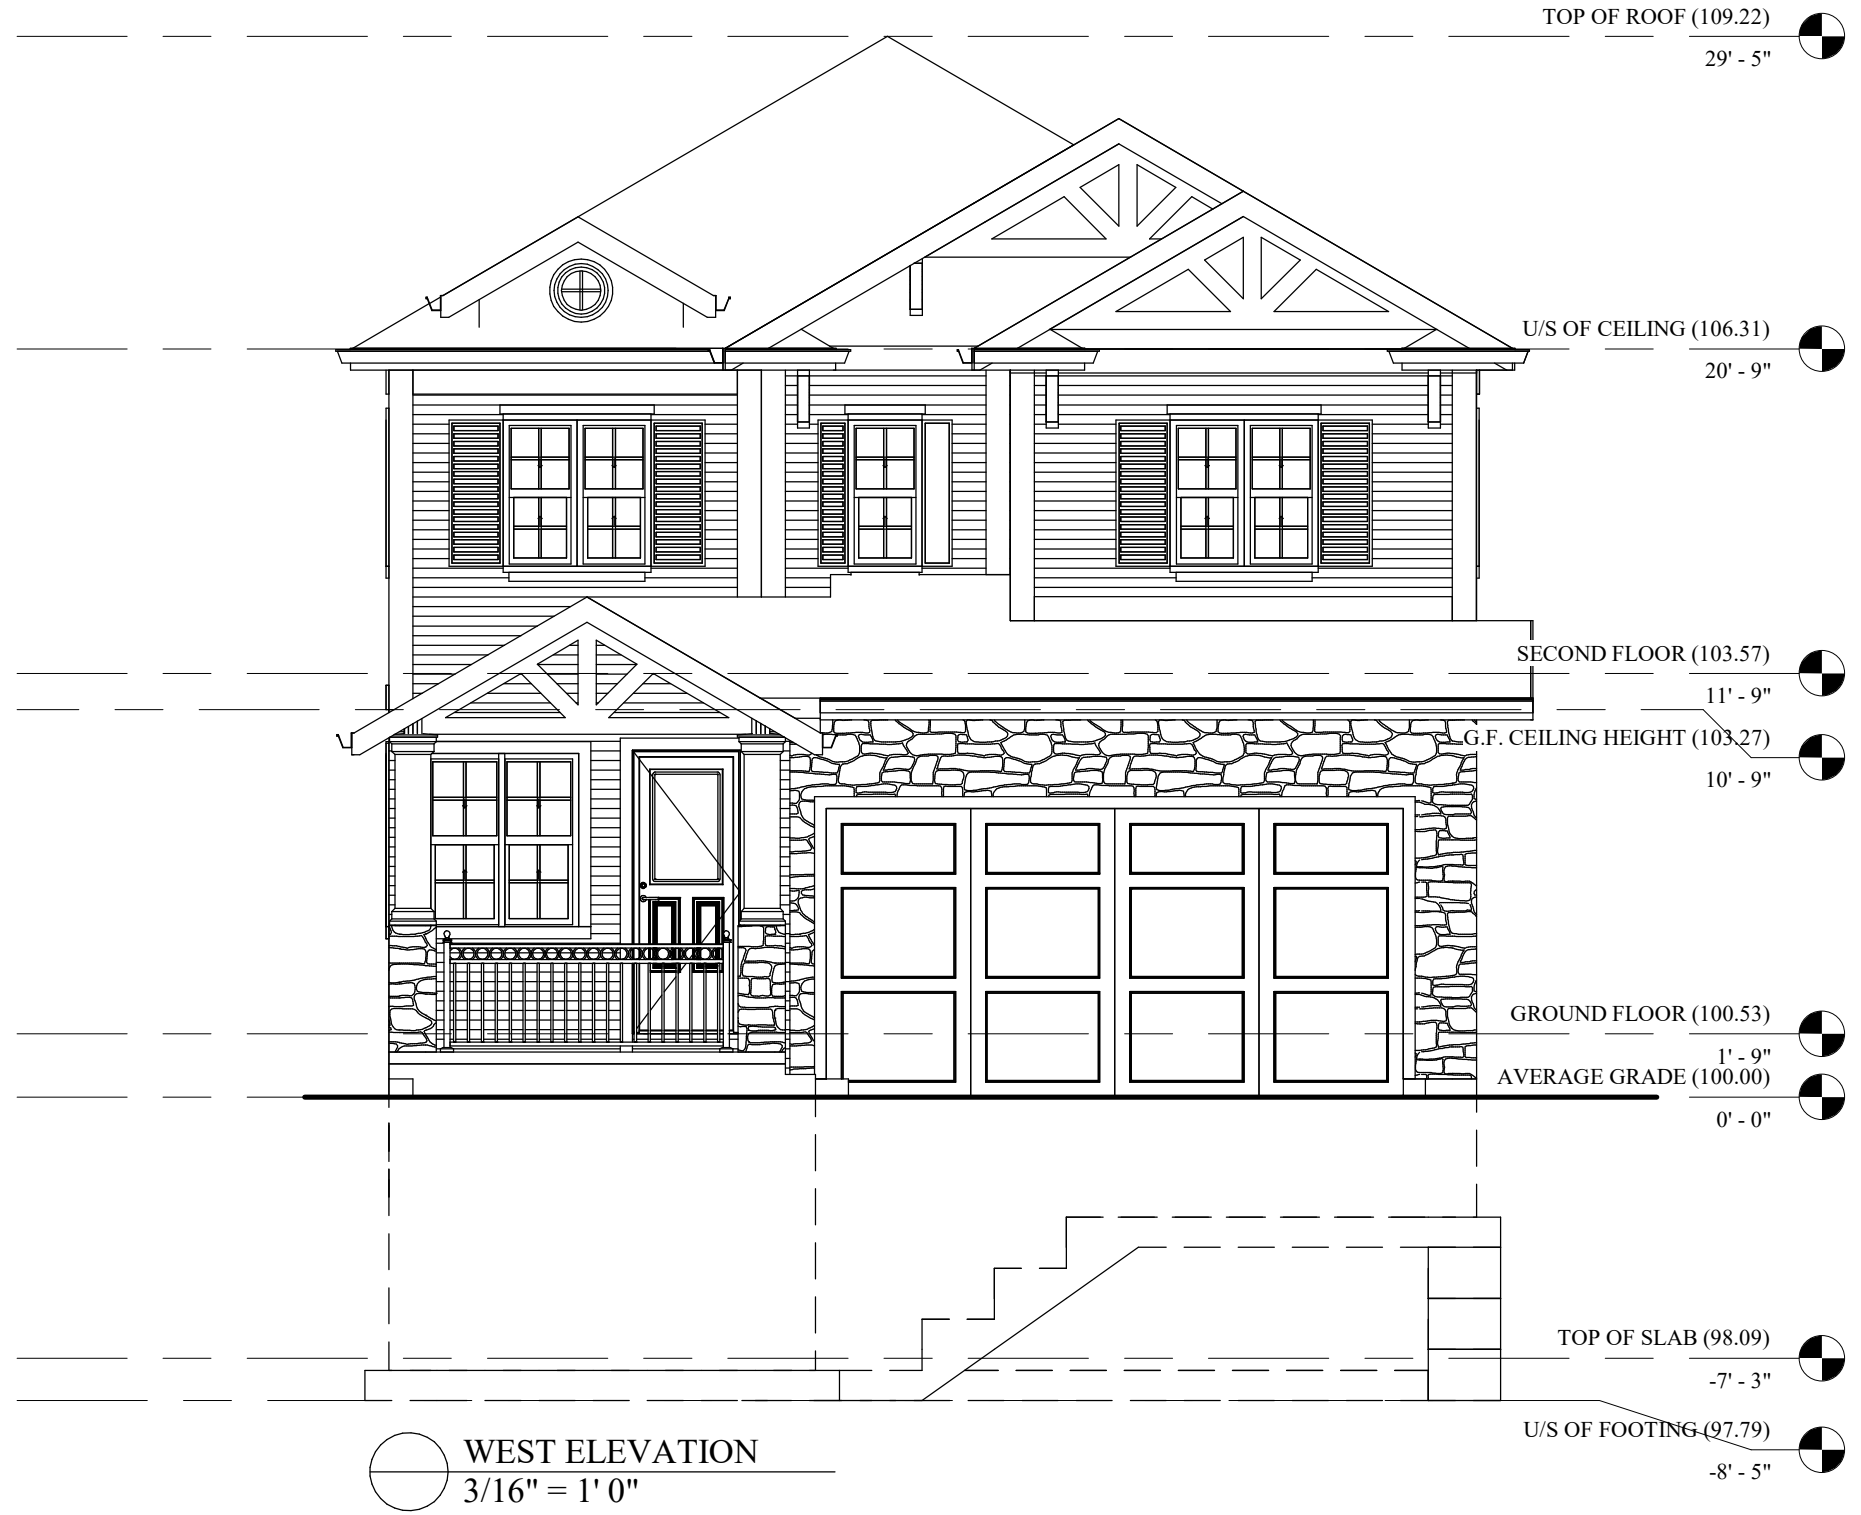 TOP OF ROOF (109.22)
29' - 5"
U/S OF CEILING (106.31)
20' - 9"
SECOND FLOOR (103.57)
11' - 9"
G.F. CEILING HEIGHT (103.27)
10' - 9"
GROUND FLOOR (100.53)
1' - 9"
AVERAGE GRADE (100.00)
0' - 0"
TOP OF SLAB (98.09)
-7' - 3"
U/S OF FOOTING (97.79)
-8' - 5"
WEST ELEVATION
3/16" = 1' 0"